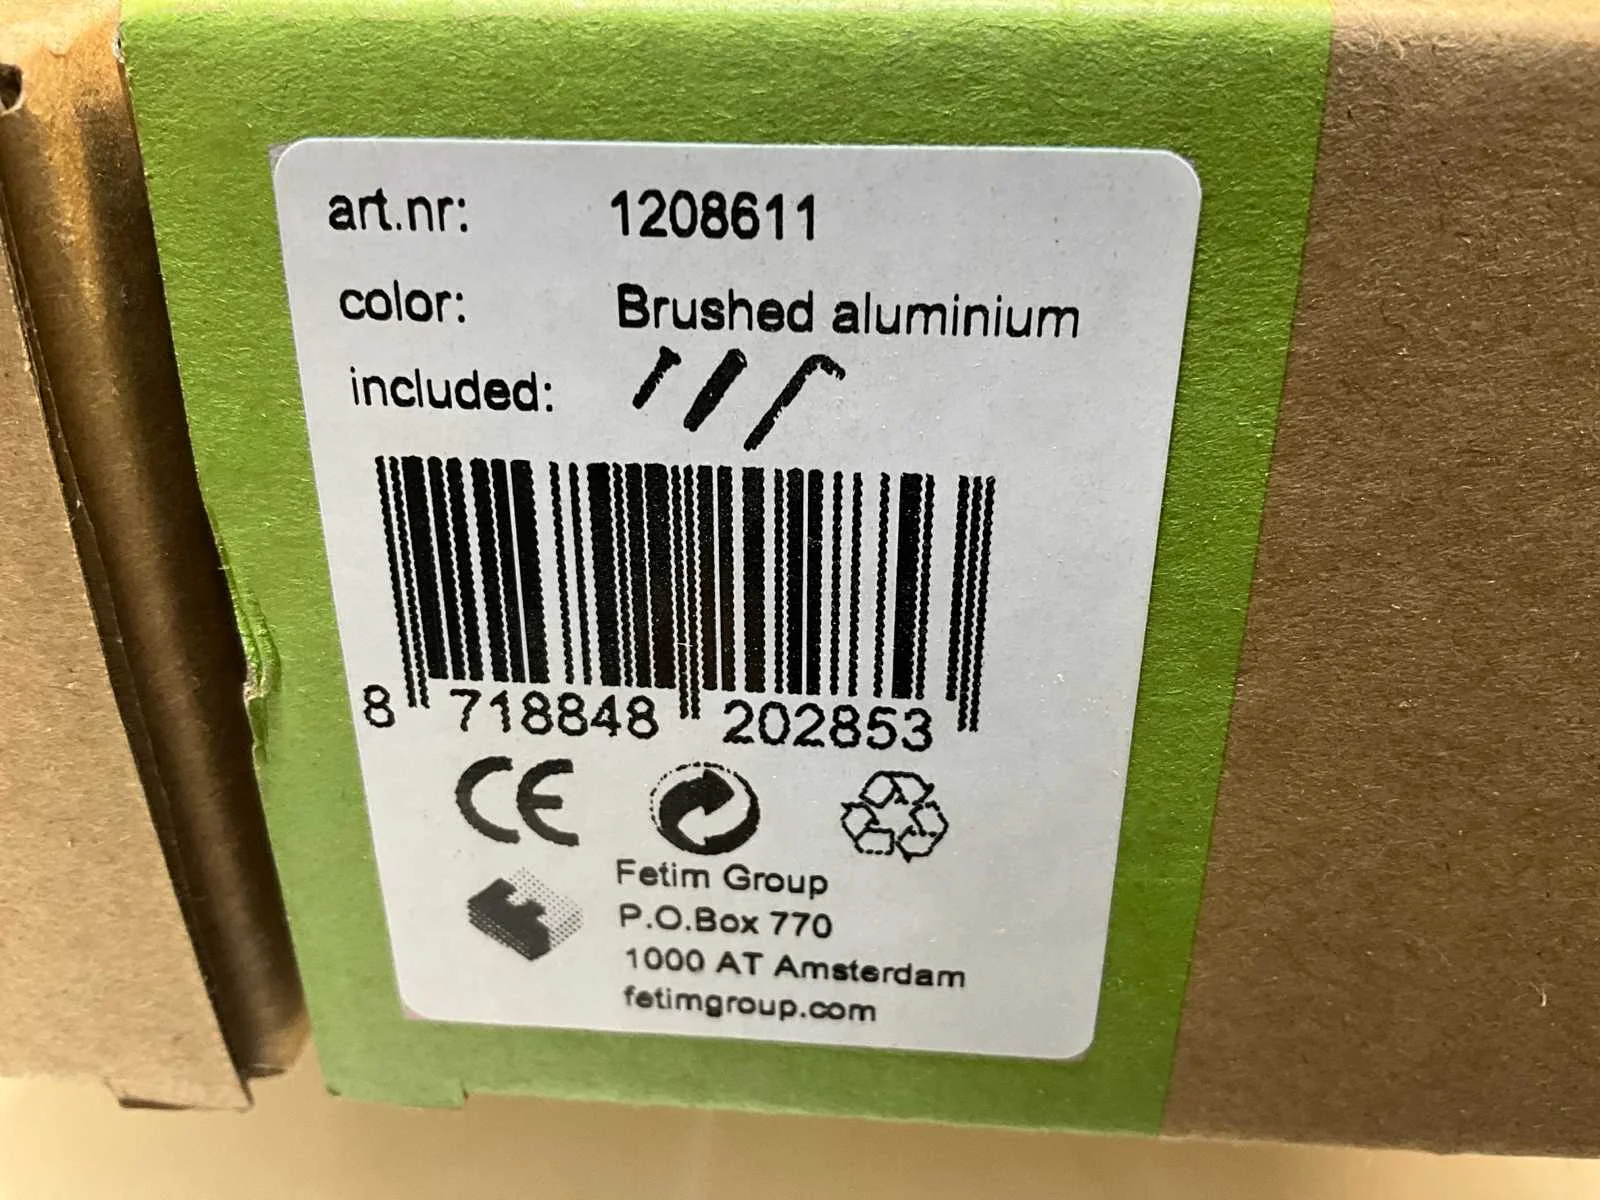 art.nr: 1208611
color: Brushed aluminium
included:
8 718848 202853
CE
Fetim Group
P.O.Box 770
1000 AT Amsterdam
fetimgroup.com